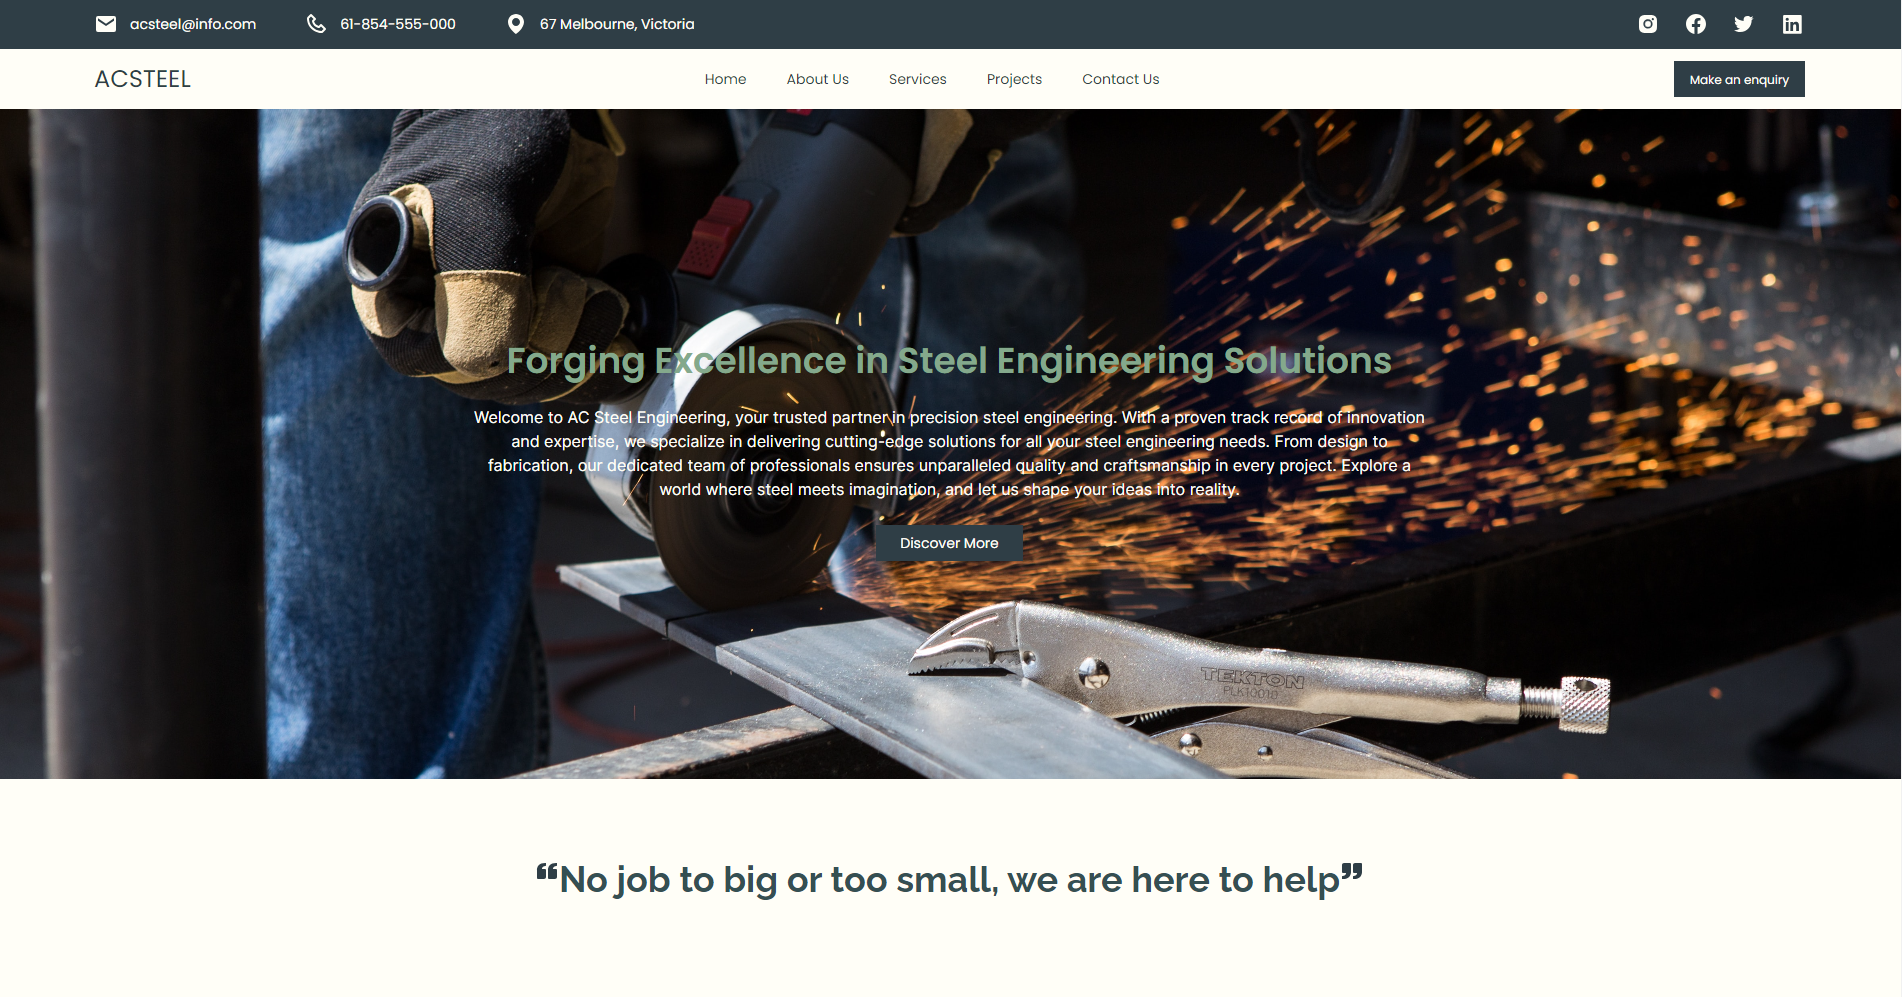 acsteel@info.com
61-854-555-000
67 Melbourne, Victoria
ACSTEEL
Home
About Us
Services
Projects
Contact Us
Make an enquiry
Forging Excellence in Steel Engineering Solutions
Welcome to AC Steel Engineering, your trusted partner in precision steel engineering. With a proven track record of innovation
and expertise, we specialize in delivering cutting-edge solutions for all your steel engineering needs. From design to
fabrication, our dedicated team of professionals ensures unparalleled quality and craftsmanship in every project. Explore a
world where steel meets imagination, and let us shape your ideas into reality.
Discover More
TEKTON
PLK10010
“No job to big or too small, we are here to help”